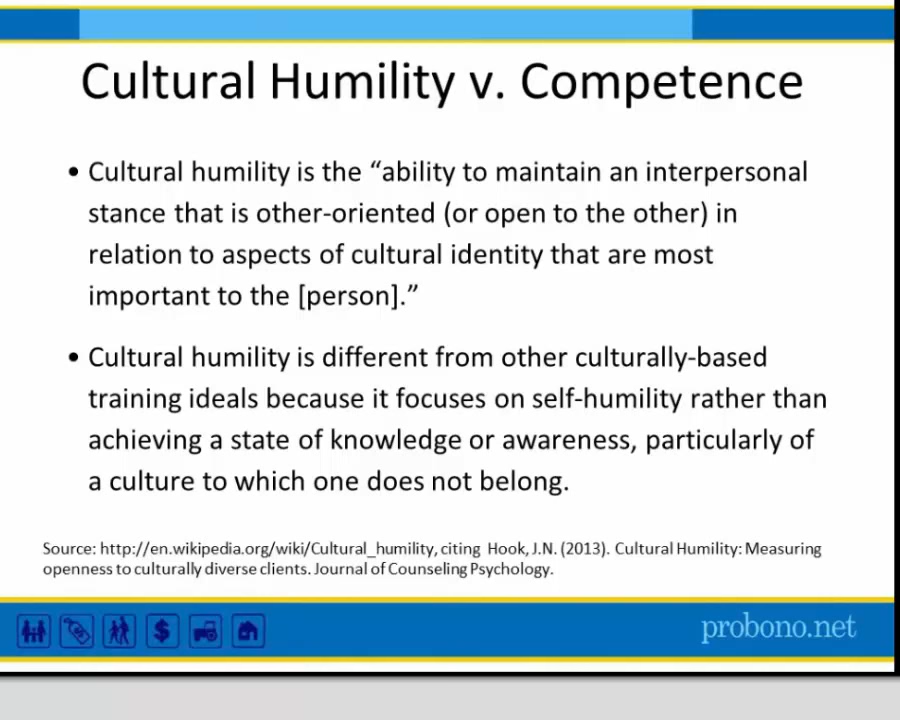 Cultural Humility v. Competence
• Cultural humility is the “ability to maintain an interpersonal
stance that is other-oriented (or open to the other) in
relation to aspects of cultural identity that are most
important to the [person].”
• Cultural humility is different from other culturally-based
training ideals because it focuses on self-humility rather than
achieving a state of knowledge or awareness, particularly of
a culture to which one does not belong.
Source: http://en.wikipedia.org/wiki/Cultural_humility, citing Hook, J.N. (2013). Cultural Humility: Measuring
openness to culturally diverse clients. Journal of Counseling Psychology.
$
probono.net